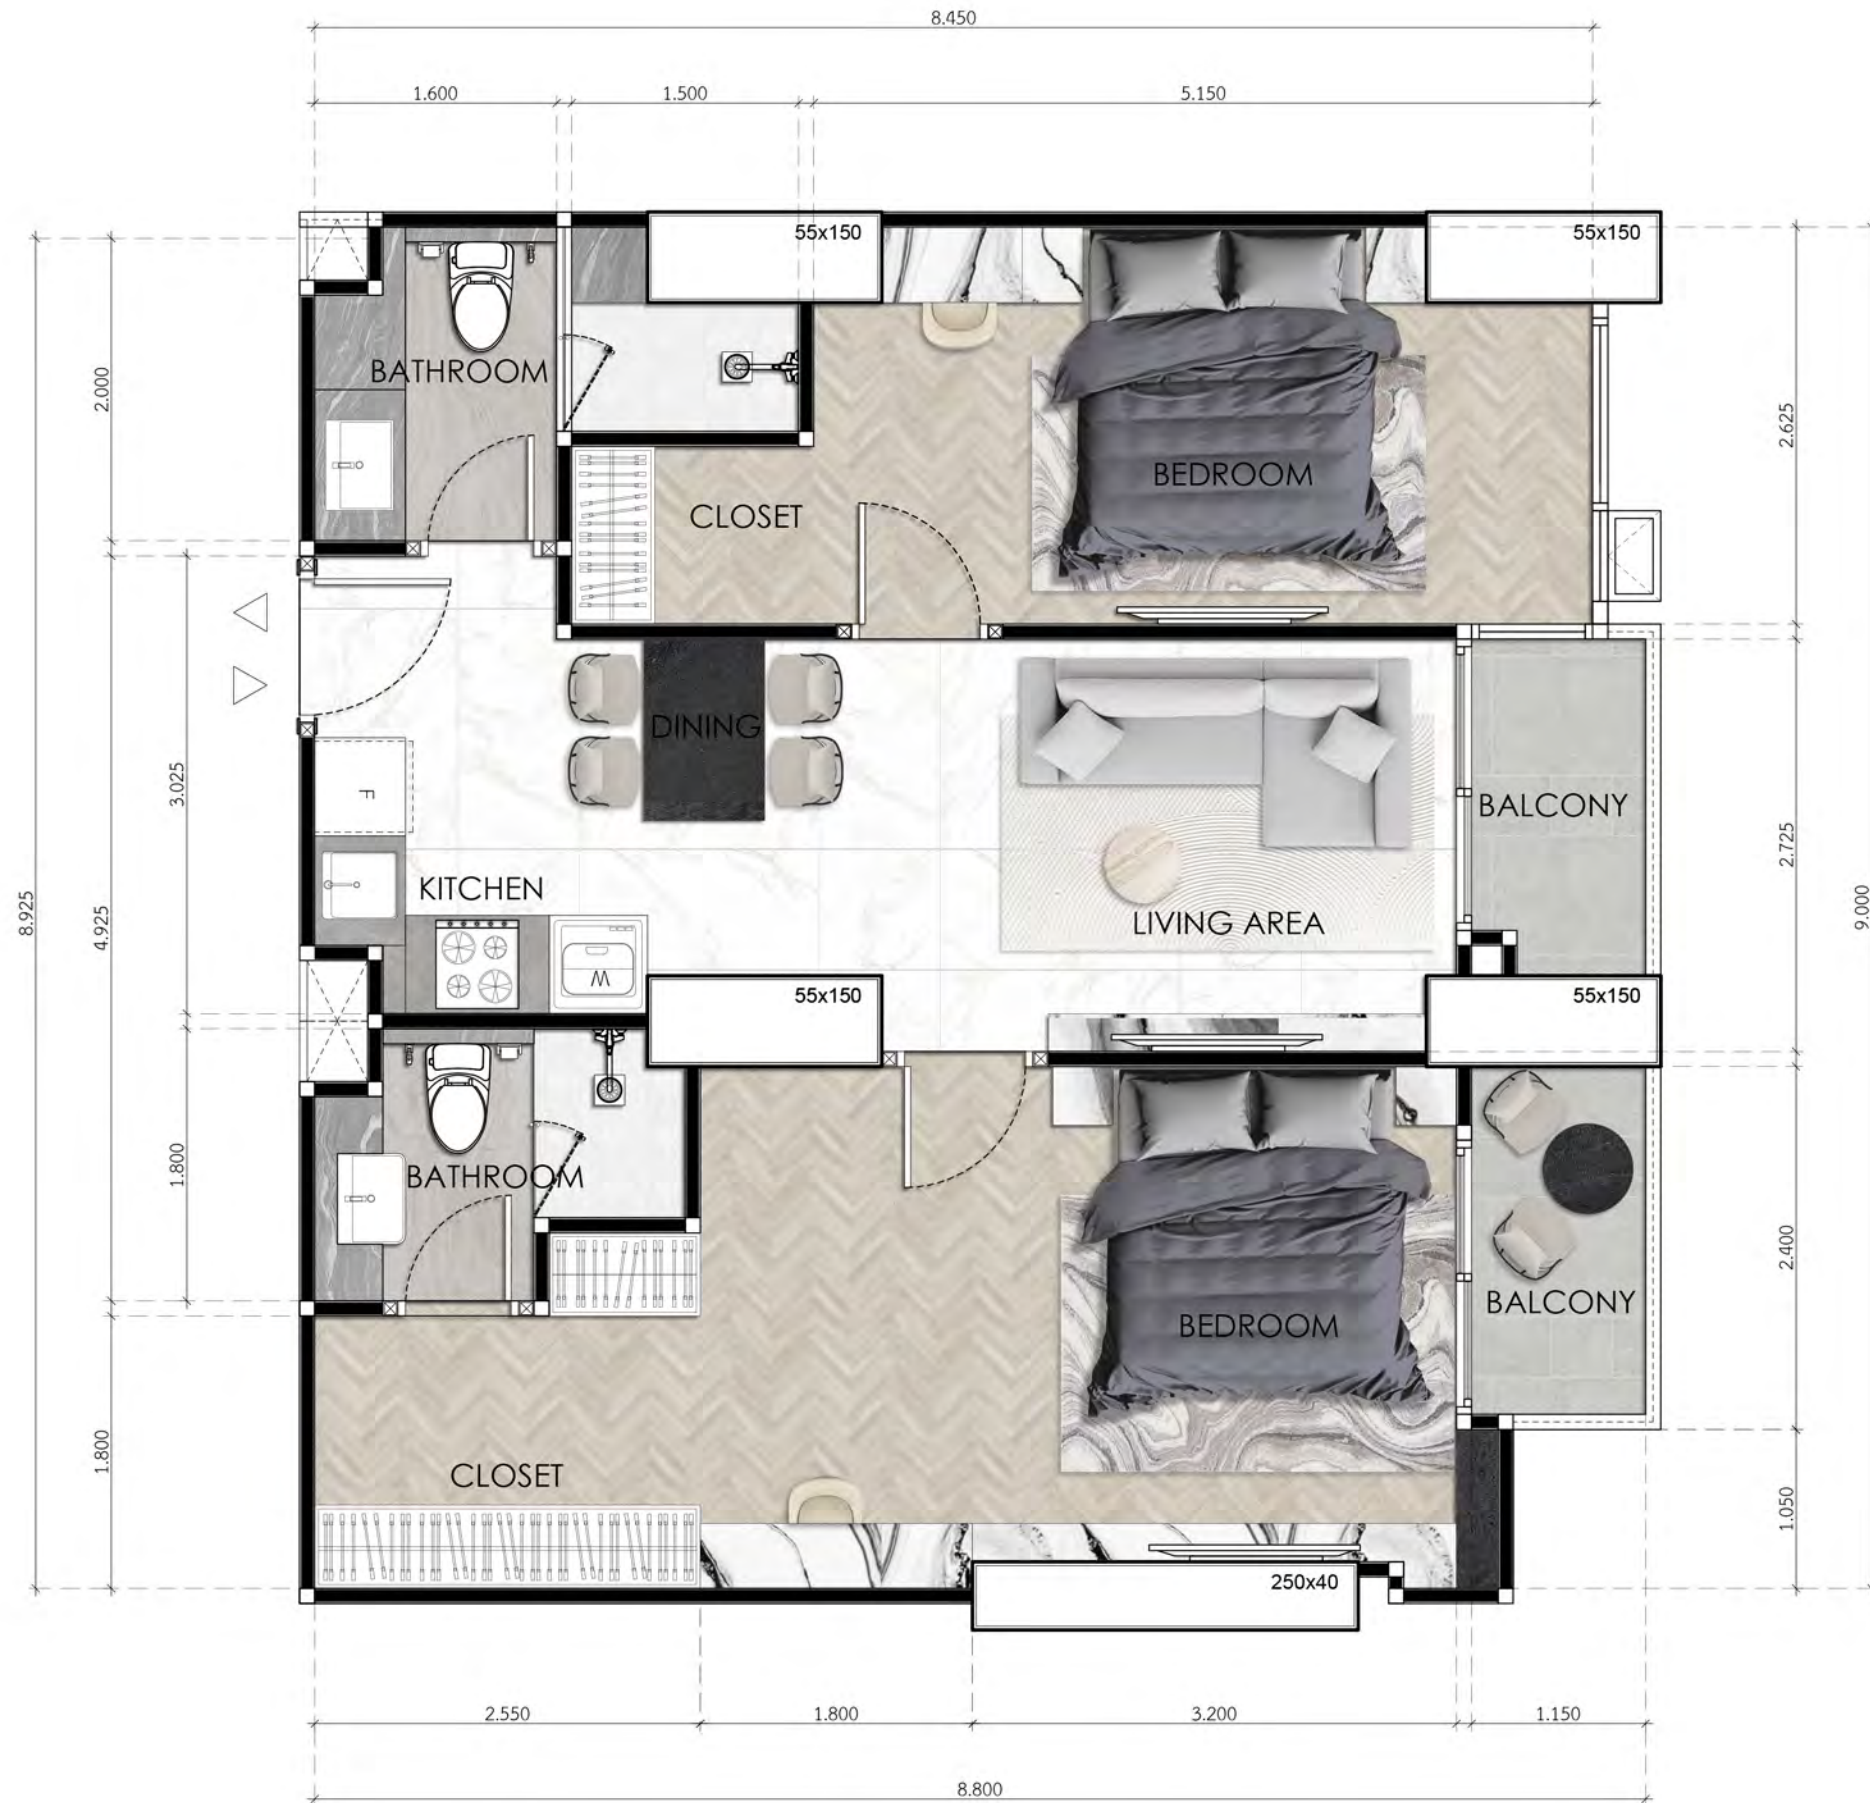 8.450
1.600
1.500
5.150
55x150
55x150
BATHROOM
2.000
2.625
BEDROOM
CLOSET
DINING
3.025
F
BALCONY
2.725
KITCHEN
8.925
4.925
LIVING AREA
9.000
W
55x150
55x150
1.800
BATHROOM
2.400
BALCONY
BEDROOM
1.800
CLOSET
1.050
250x40
2.550
1.800
3.200
1.150
8.800